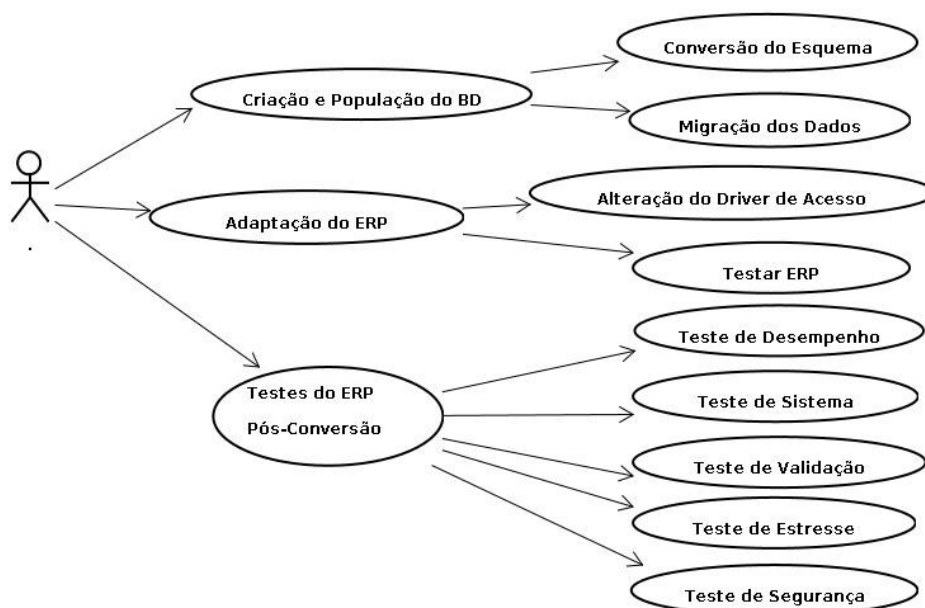 Conversão do Esquema
Criação e População do BD
Migração dos Dados
Alteração do Driver de Acesso
Adaptação do ERP
Testar ERP
Teste de Desempenho
Testes do ERP
Pós-Conversão
Teste de Sistema
Teste de Validação
Teste de Estresse
Teste de Segurança